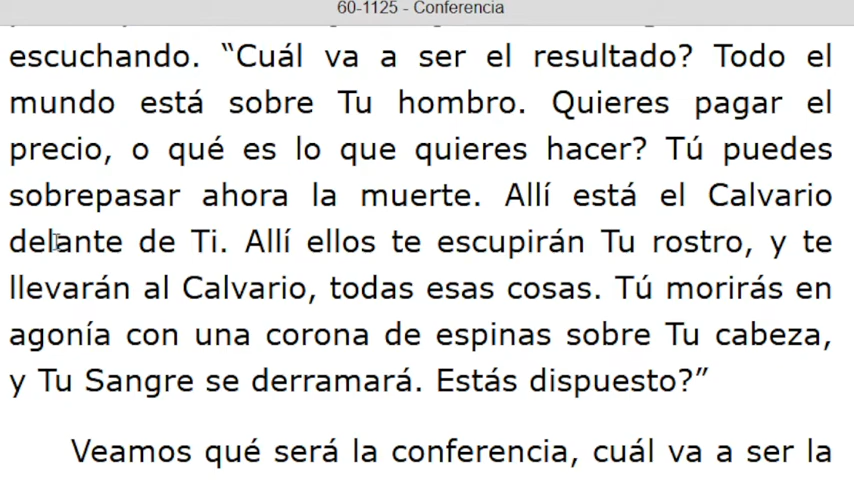 60-1125 - Conferencia
escuchando. “Cuál va a ser el resultado? Todo el
mundo está sobre Tu hombro. Quieres pagar el
precio, o qué es lo que quieres hacer? Tú puedes
sobrepasar ahora la muerte. Allí está el Calvario
delante de Ti. Allí ellos te escupirán Tu rostro, y te
llevarán al Calvario, todas esas cosas. Tú morirás en
agonía con una corona de espinas sobre Tu cabeza,
y Tu Sangre se derramará. Estás dispuesto?”
Veamos qué será la conferencia, cuál va a ser la